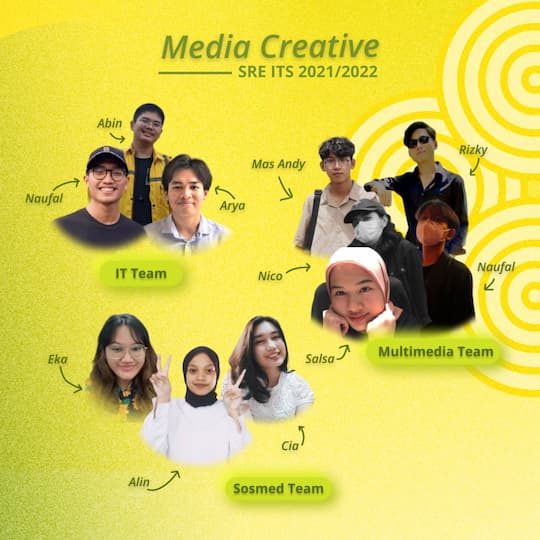 Media Creative
SRE ITS 2021/2022
Abin
Naufal
Arya
IT Team
Mas Andy
Rizky
Nico
Naufal
Salsa
Multimedia Team
Eka
Alin
Cia
Sosmed Team